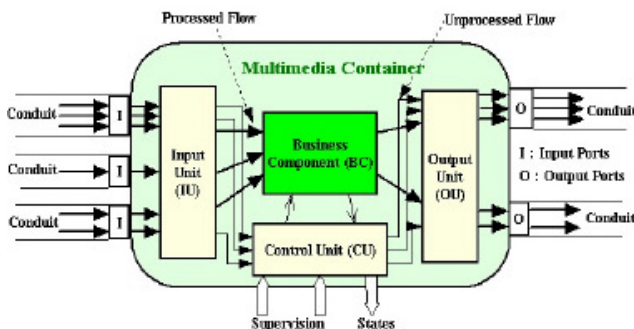 Processed Flow
Unprocessed Flow
Multimedia Container
Conduit
I
Input
Unit
(IU)
Business
Component (BC)
Output
Unit
(OU)
O
Conduit
Conduit
I
I : Input Ports
O : Output Ports
Conduit
I
Control Unit (CU)
O
Conduit
Supervision
States